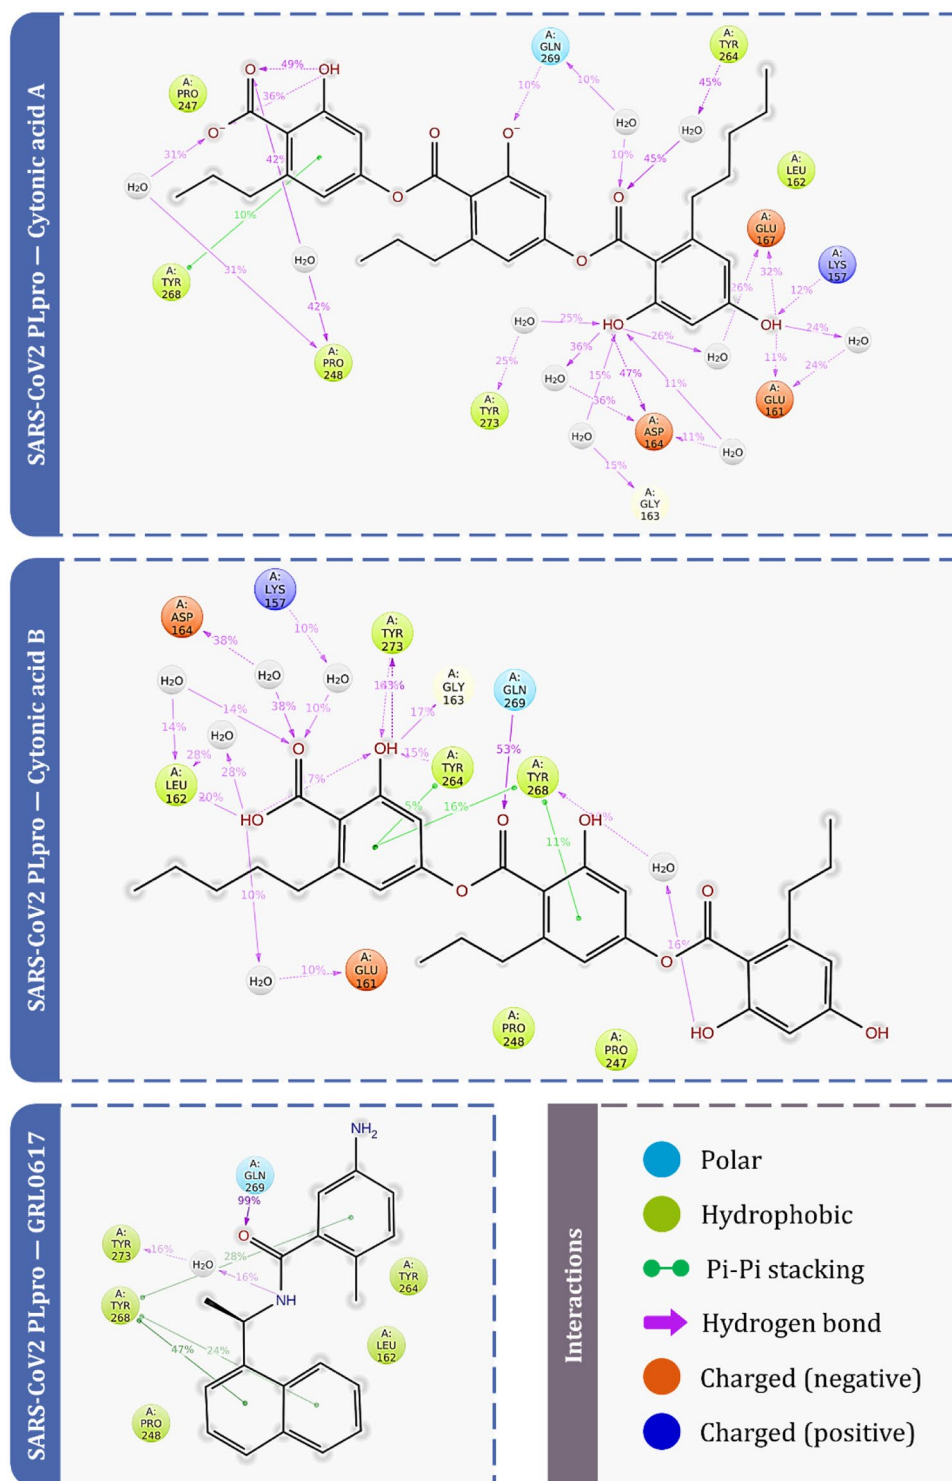 SARS-CoV2 PLpro — Cytonic acid A
A:
PRO
247
O
49%
OH
36%
O⁻
31%
H₂O
42%
10%
A:
TYR
268
31%
H₂O
42%
A:
PRO
248
O
O
A:
GLN
269
10%
10%
O⁻
H₂O
10%
A:
TYR
264
45%
H₂O
45%
O
O
A:
LEU
162
A:
GLU
167
A:
LYS
157
26%
32%
12%
HO
OH
H₂O
25%
26%
H₂O
24%
H₂O
25%
36%
15%
47%
11%
11%
24%
H₂O
36%
A:
TYR
273
A:
ASP
164
11%
H₂O
A:
GLU
161
H₂O
15%
A:
GLY
163
SARS-CoV2 PLpro — Cytonic acid B
A:
LYS
157
A:
ASP
164
10%
A:
TYR
273
38%
H₂O
H₂O
H₂O
A:
GLY
163
A:
GLN
269
14%
38%
10%
17%
14%
H₂O
O
OH
15%
A:
TYR
264
53%
A:
TYR
268
28%
28%
7%
A:
LEU
162
20%
HO
5%
16%
O
OH
11%
H₂O
O
10%
O
16%
O
H₂O
10%
A:
GLU
161
A:
PRO
248
A:
PRO
247
HO
OH
SARS-CoV2 PLpro — GRL0617
NH₂
A:
GLN
269
99%
O
A:
TYR
273
16%
H₂O
28%
16%
NH
A:
TYR
264
A:
TYR
268
47%
24%
A:
LEU
162
A:
PRO
248
Interactions
Polar
Hydrophobic
Pi-Pi stacking
Hydrogen bond
Charged (negative)
Charged (positive)